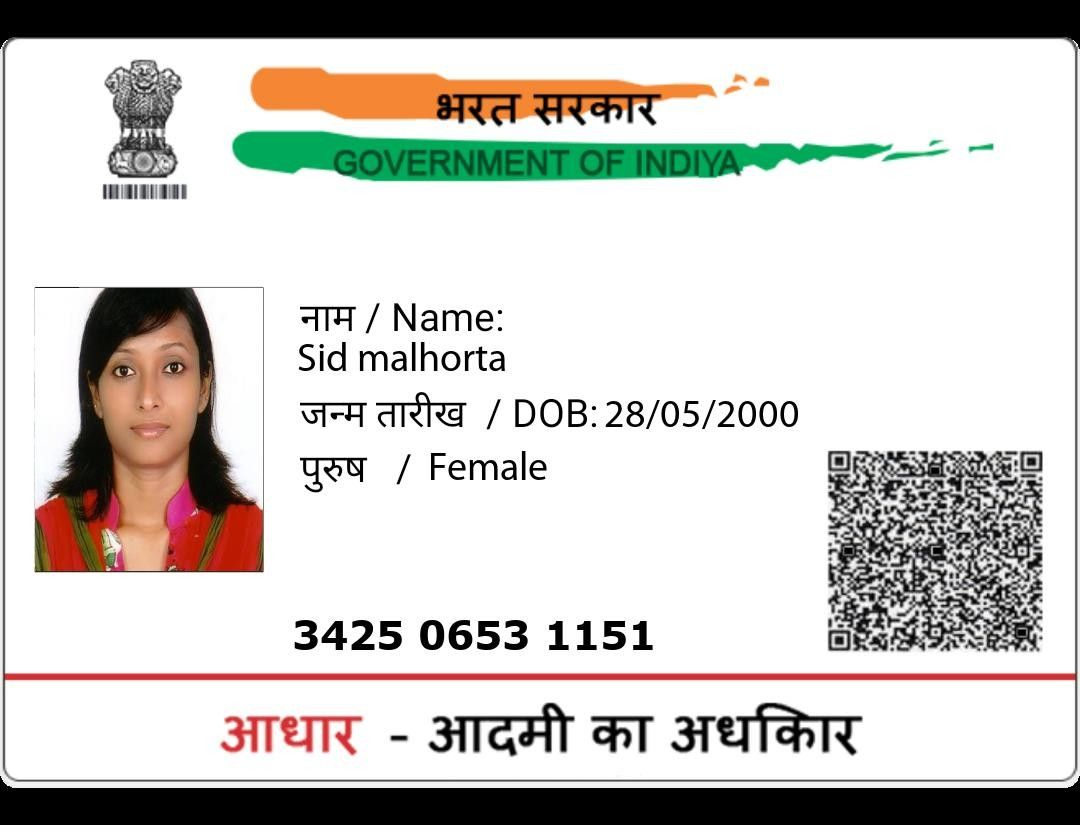 भरत सरकार
GOVERNMENT OF INDIYA
नाम / Name:
Sid malhorta
जन्म तारीख / DOB: 28/05/2000
पुरुष / Female
3425 0653 1151
आधार - आदमी का अधकिार